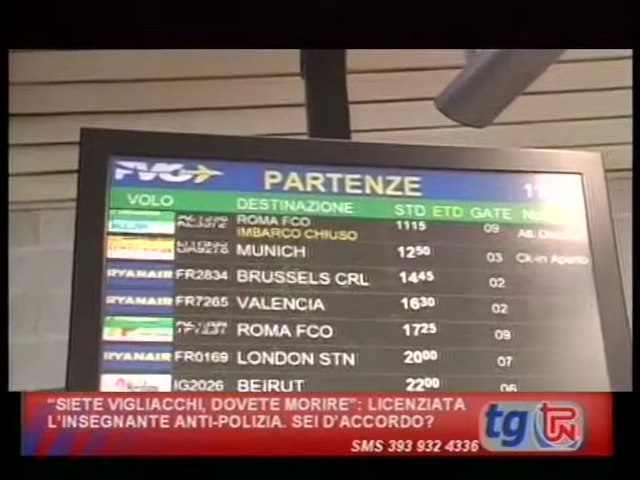 FVG PARTENZE
VOLO DESTINAZIONE STD ETD GATE
ROMA FCO 1115 09
IMBARCO CHIUSO
MUNICH 1250 03 Ck-in Aperto
RYANAIR FR2834 BRUSSELS CRL 1445 02
RYANAIR FR7265 VALENCIA 1630 02
ROMA FCO 1725 09
RYANAIR FR0169 LONDON STN 2000 07
IG2026 BEIRUT 2200 06
"SIETE VIGLIACCHI, DOVETE MORIRE": LICENZIATA
L'INSEGNANTE ANTI-POLIZIA. SEI D'ACCORDO?
SMS 393 932 4336
tg TPN